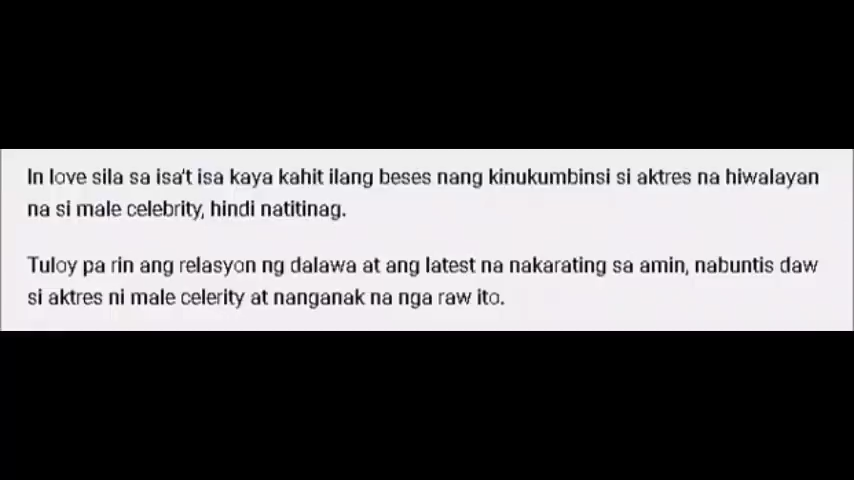 In love sila sa isa't isa kaya kahit ilang beses nang kinukumbinsi si aktres na hiwalayan
na si male celebrity, hindi natitinag.
Tuloy pa rin ang relasyon ng dalawa at ang latest na nakarating sa amin, nabuntis daw
si aktres ni male celerity at nanganak na nga raw ito.